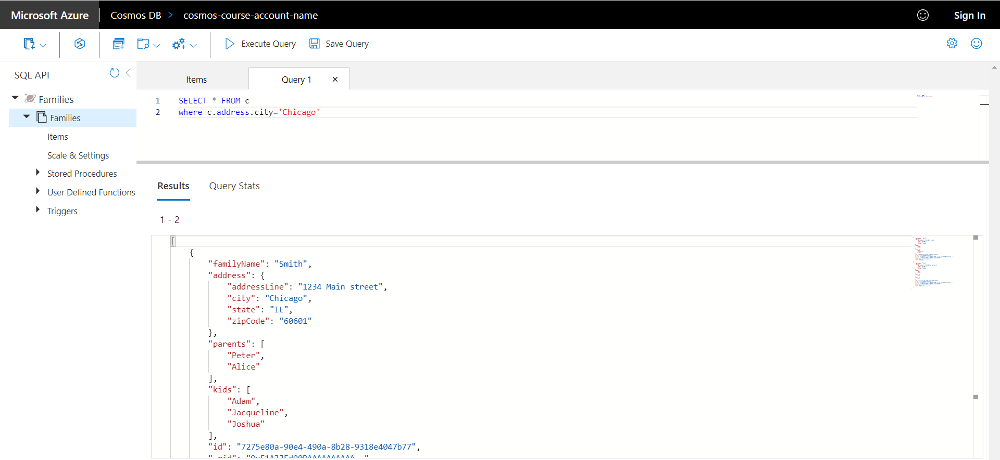 Microsoft Azure
Cosmos DB > cosmos-course-account-name
Sign In
Execute Query
Save Query
SQL API
Families
Families
Items
Scale & Settings
Stored Procedures
User Defined Functions
Triggers
Items
Query 1
1 SELECT * FROM c
2 where c.address.city='Chicago'
Results
Query Stats
1 - 2
[
{
"familyName": "Smith",
"address": {
"addressLine": "1234 Main street",
"city": "Chicago",
"state": "IL",
"zipCode": "60601"
},
"parents": [
"Peter",
"Alice"
],
"kids": [
"Adam",
"Jacqueline",
"Joshua"
],
"id": "7275e80a-90e4-490a-8b28-9318e4047b77",